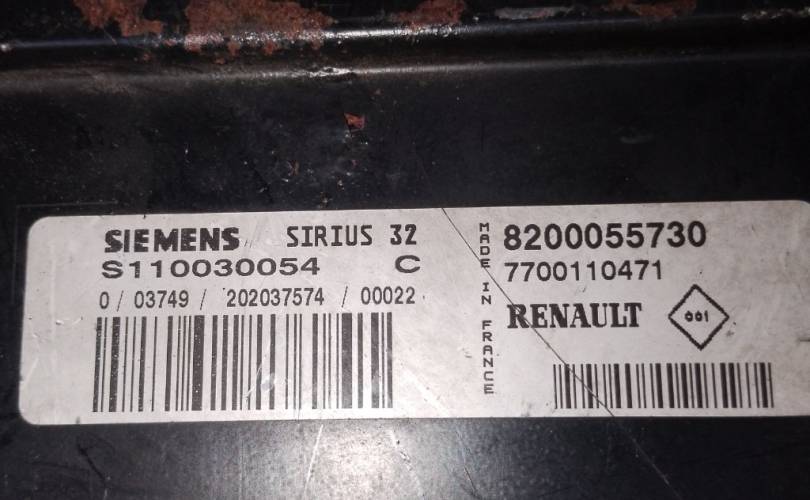 SIEMENS SIRIUS 32
S110030054 C
0 / 03749 / 202037574 / 00022
MADE IN FRANCE
8200055730
7700110471
RENAULT 001